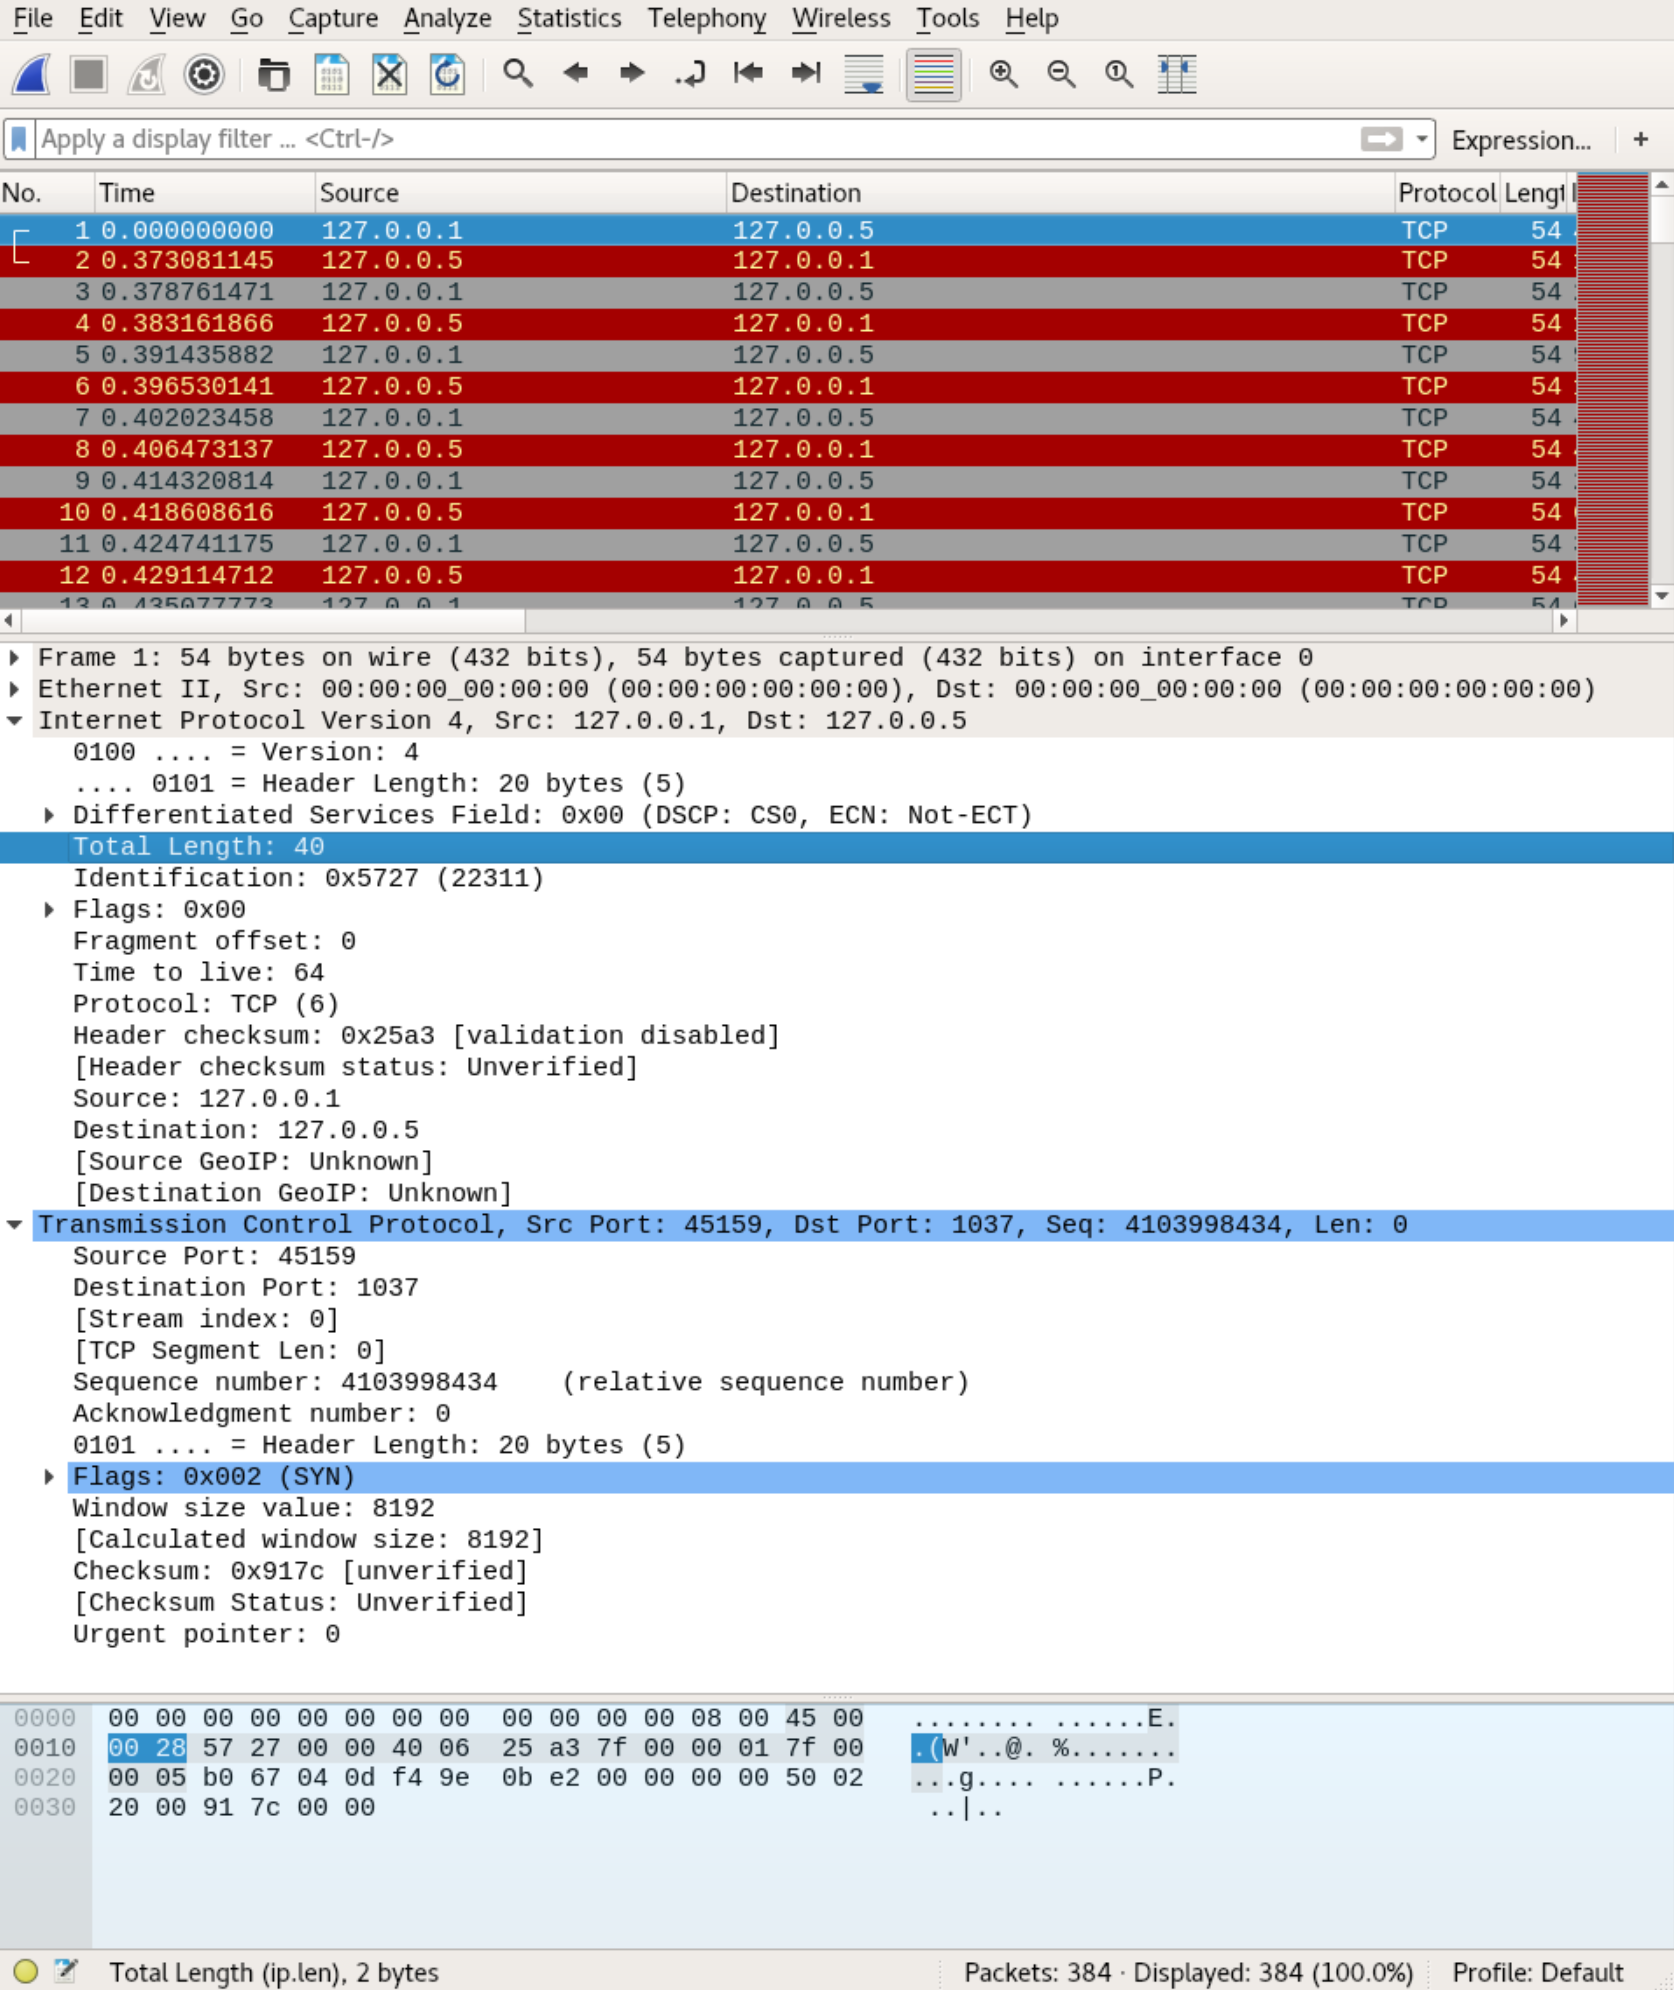 File Edit View Go Capture Analyze Statistics Telephony Wireless Tools Help
Apply a display filter ... <Ctrl-/> Expression... +
No. Time Source Destination Protocol Lengt
1 0.000000000 127.0.0.1 127.0.0.5 TCP 54
2 0.373081145 127.0.0.5 127.0.0.1 TCP 54
3 0.378761471 127.0.0.1 127.0.0.5 TCP 54
4 0.383161866 127.0.0.5 127.0.0.1 TCP 54
5 0.391435882 127.0.0.1 127.0.0.5 TCP 54
6 0.396530141 127.0.0.5 127.0.0.1 TCP 54
7 0.402023458 127.0.0.1 127.0.0.5 TCP 54
8 0.406473137 127.0.0.5 127.0.0.1 TCP 54
9 0.414320814 127.0.0.1 127.0.0.5 TCP 54
10 0.418608616 127.0.0.5 127.0.0.1 TCP 54
11 0.424741175 127.0.0.1 127.0.0.5 TCP 54
12 0.429114712 127.0.0.5 127.0.0.1 TCP 54
13 0.435077773 127.0.0.1 127.0.0.5 TCP 54
Frame 1: 54 bytes on wire (432 bits), 54 bytes captured (432 bits) on interface 0
Ethernet II, Src: 00:00:00_00:00:00 (00:00:00:00:00:00), Dst: 00:00:00_00:00:00 (00:00:00:00:00:00)
Internet Protocol Version 4, Src: 127.0.0.1, Dst: 127.0.0.5
0100 .... = Version: 4
.... 0101 = Header Length: 20 bytes (5)
Differentiated Services Field: 0x00 (DSCP: CS0, ECN: Not-ECT)
Total Length: 40
Identification: 0x5727 (22311)
Flags: 0x00
Fragment offset: 0
Time to live: 64
Protocol: TCP (6)
Header checksum: 0x25a3 [validation disabled]
[Header checksum status: Unverified]
Source: 127.0.0.1
Destination: 127.0.0.5
[Source GeoIP: Unknown]
[Destination GeoIP: Unknown]
Transmission Control Protocol, Src Port: 45159, Dst Port: 1037, Seq: 4103998434, Len: 0
Source Port: 45159
Destination Port: 1037
[Stream index: 0]
[TCP Segment Len: 0]
Sequence number: 4103998434 (relative sequence number)
Acknowledgment number: 0
0101 .... = Header Length: 20 bytes (5)
Flags: 0x002 (SYN)
Window size value: 8192
[Calculated window size: 8192]
Checksum: 0x917c [unverified]
[Checksum Status: Unverified]
Urgent pointer: 0
0000 00 00 00 00 00 00 00 00 00 00 00 00 08 00 45 00 ........ ......E.
0010 00 28 57 27 00 00 40 06 25 a3 7f 00 00 01 7f 00 .(W'..@. %.......
0020 00 05 b0 67 04 0d f4 9e 0b e2 00 00 00 00 50 02 ...g.... ......P.
0030 20 00 91 7c 00 00 ..|..
Total Length (ip.len), 2 bytes Packets: 384 · Displayed: 384 (100.0%) Profile: Default